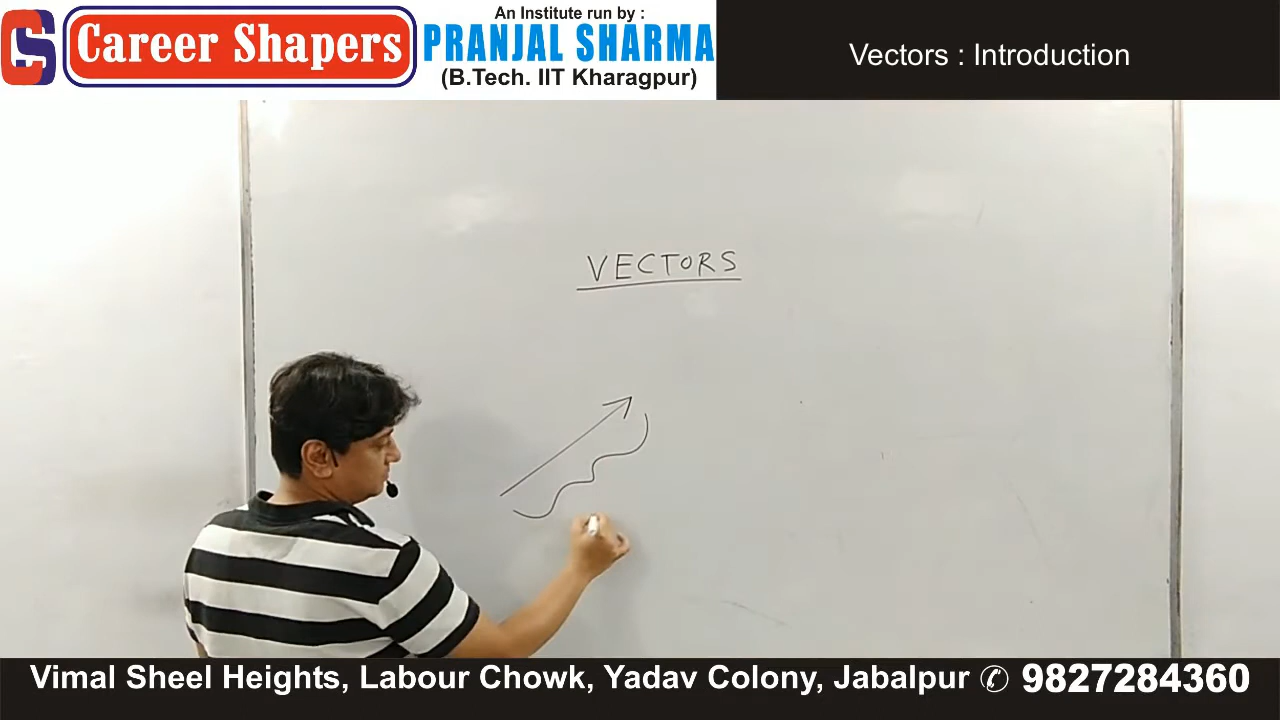 CS Career Shapers
An Institute run by :
PRANJAL SHARMA
(B.Tech. IIT Kharagpur)
Vectors : Introduction
VECTORS
Vimal Sheel Heights, Labour Chowk, Yadav Colony, Jabalpur ✆ 9827284360